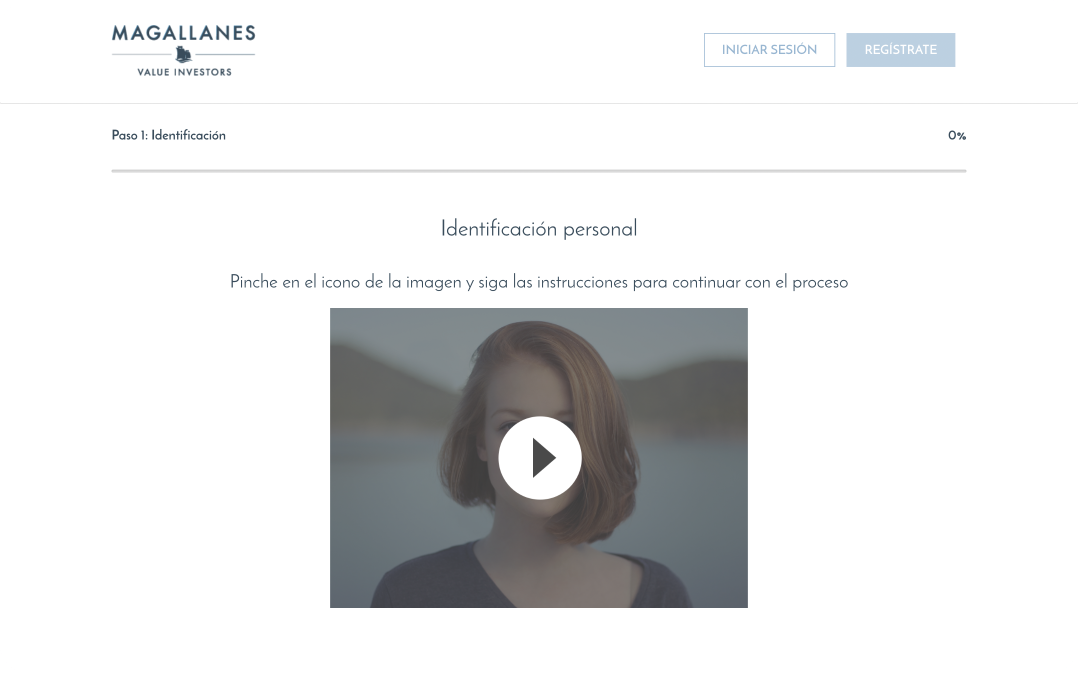 MAGALLANES
VALUE INVESTORS
INICIAR SESIÓN
REGÍSTRATE
Paso 1: Identificación
0%
Identificación personal
Pinche en el icono de la imagen y siga las instrucciones para continuar con el proceso